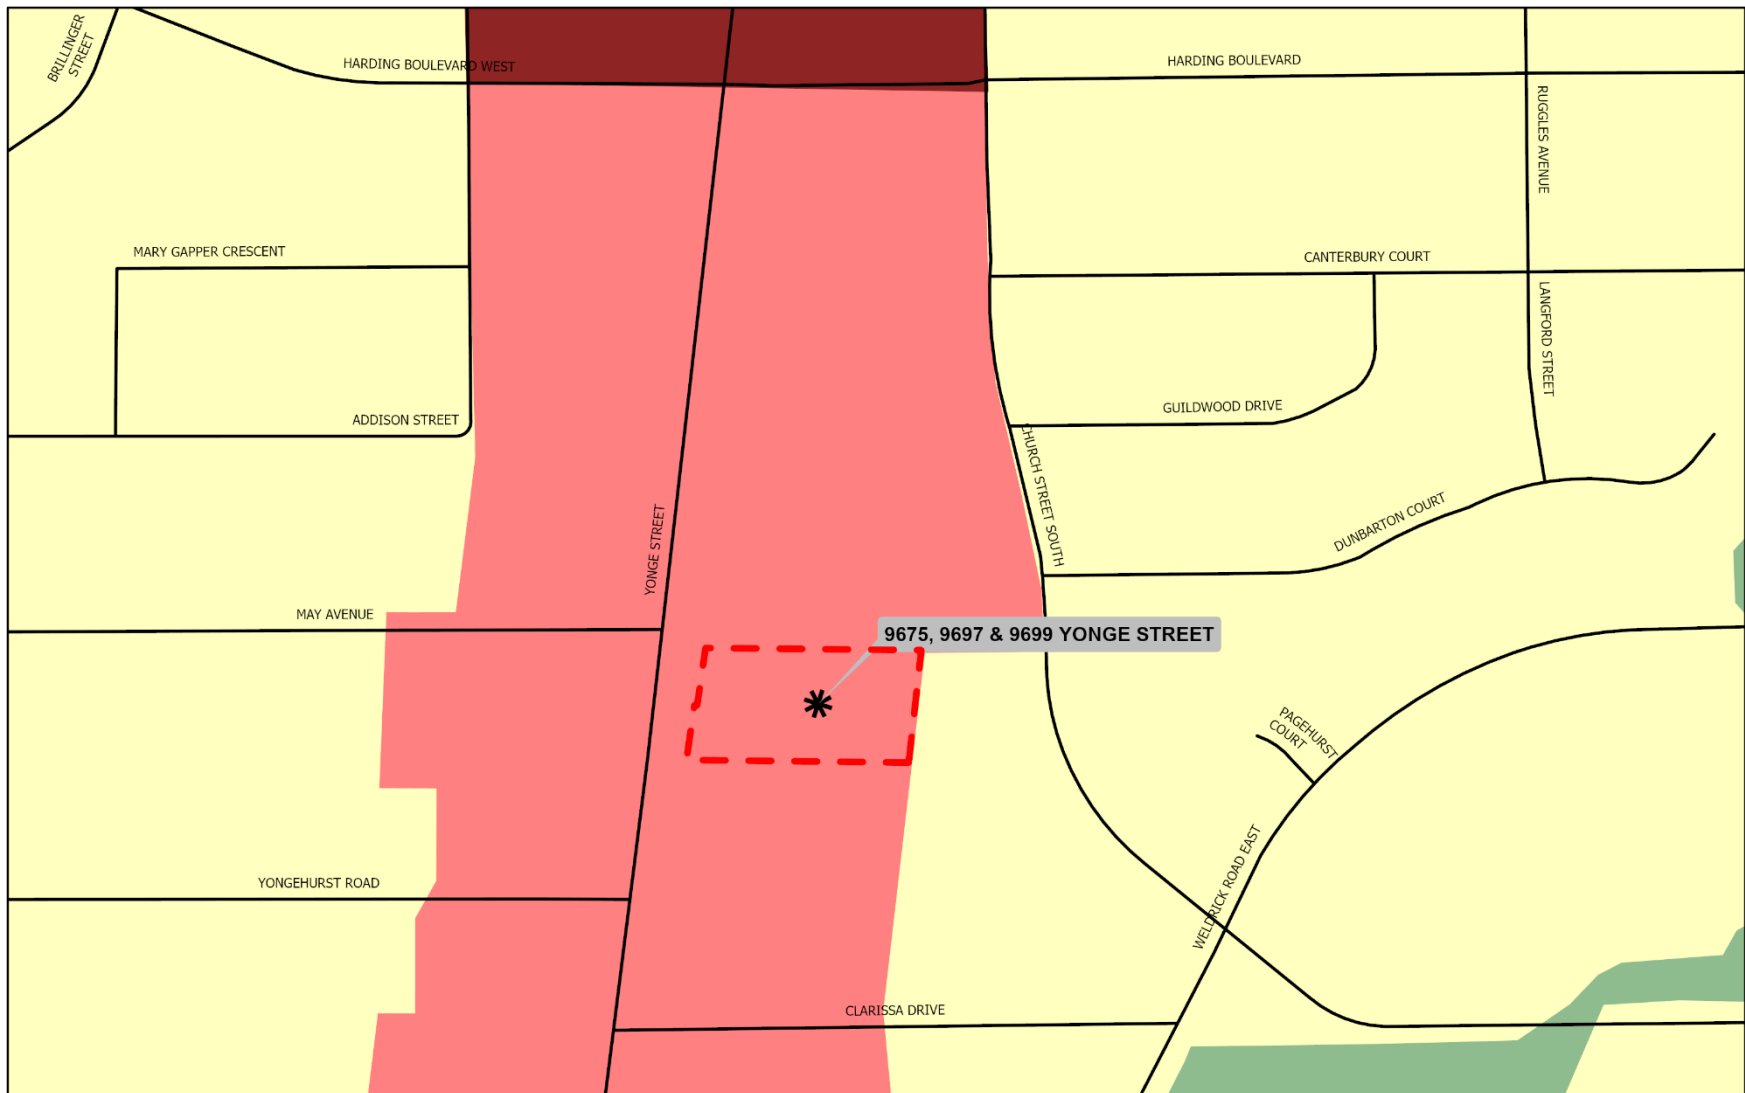 BRILLINGER
STREET
HARDING BOULEVARD WEST
HARDING BOULEVARD
RUGGLES AVENUE
MARY GAPPER CRESCENT
CANTERBURY COURT
LANGFORD STREET
ADDISON STREET
GUILDWOOD DRIVE
CHURCH STREET SOUTH
DUNBARTON COURT
YONGE STREET
MAY AVENUE
9675, 9697 & 9699 YONGE STREET
PAGEHURST
COURT
YONGEHURST ROAD
WELDRICK ROAD EAST
CLARISSA DRIVE